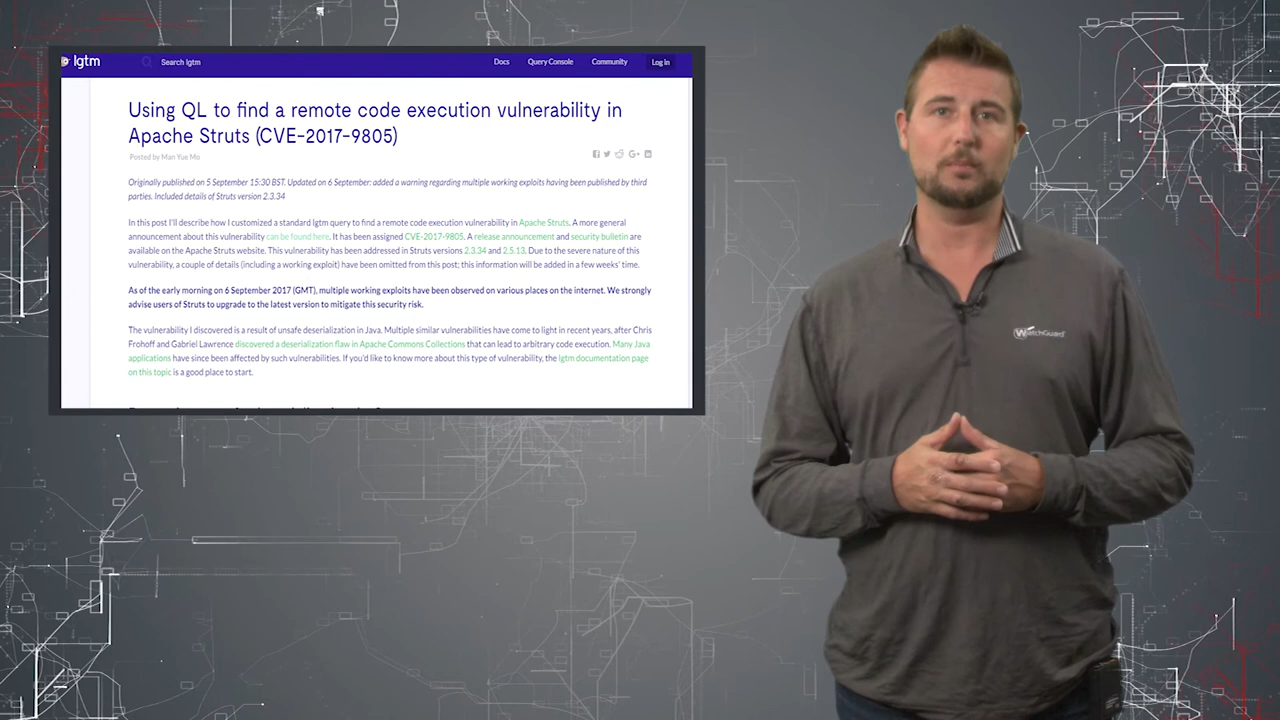 lgtm
Search lgtm
Docs
Query Console
Community
Log In
Using QL to find a remote code execution vulnerability in
Apache Struts (CVE-2017-9805)
Posted by Man Yue Mo
Originally published on 5 September 15:30 BST. Updated on 6 September: added a warning regarding multiple working exploits having been published by third
parties. Included details of Struts version 2.3.34
In this post I'll describe how I customized a standard lgtm query to find a remote code execution vulnerability in Apache Struts. A more general
announcement about this vulnerability can be found here. It has been assigned CVE-2017-9805. A release announcement and security bulletin are
available on the Apache Struts website. This vulnerability has been addressed in Struts versions 2.3.34 and 2.5.13. Due to the severe nature of this
vulnerability, a couple of details (including a working exploit) have been omitted from this post; this information will be added in a few weeks' time.
As of the early morning on 6 September 2017 (GMT), multiple working exploits have been observed on various places on the internet. We strongly
advise users of Struts to upgrade to the latest version to mitigate this security risk.
The vulnerability I discovered is a result of unsafe deserialization in Java. Multiple similar vulnerabilities have come to light in recent years, after Chris
Frohoff and Gabriel Lawrence discovered a deserialization flaw in Apache Commons Collections that can lead to arbitrary code execution. Many Java
applications have since been affected by such vulnerabilities. If you'd like to know more about this type of vulnerability, the lgtm documentation page
on this topic is a good place to start.
WatchGuard